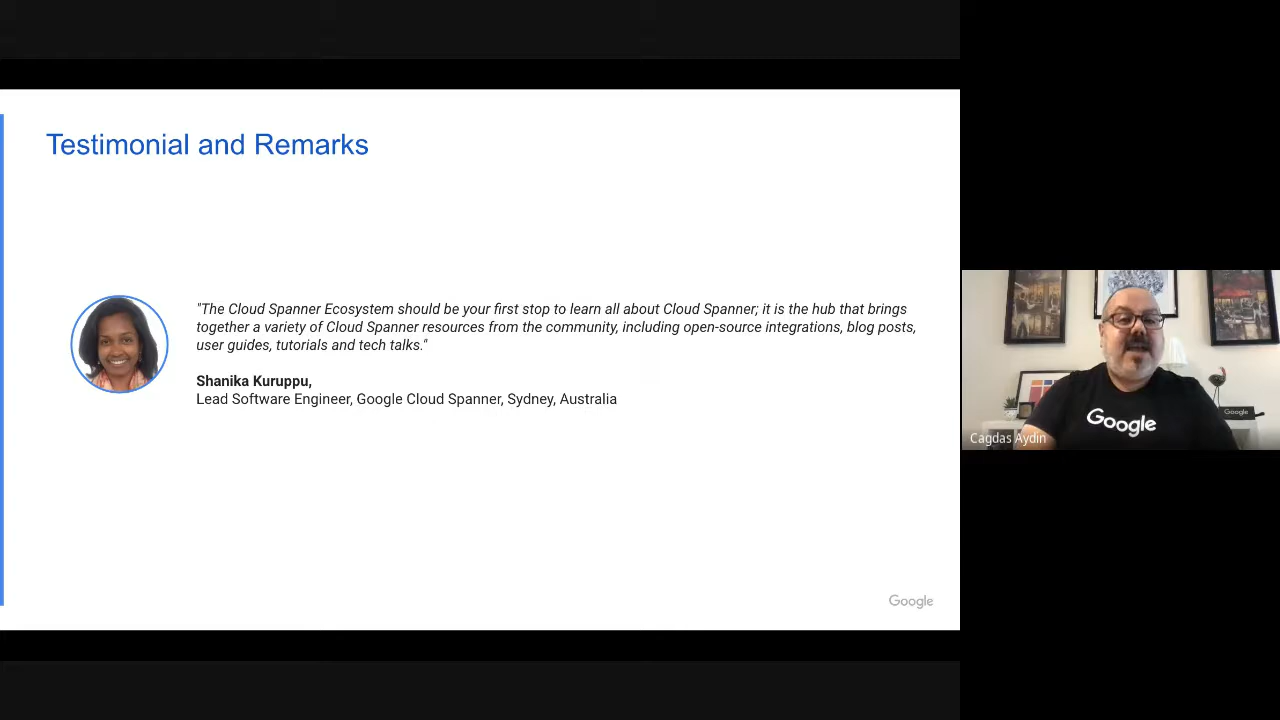 Testimonial and Remarks
"The Cloud Spanner Ecosystem should be your first stop to learn all about Cloud Spanner; it is the hub that brings
together a variety of Cloud Spanner resources from the community, including open-source integrations, blog posts,
user guides, tutorials and tech talks."
Shanika Kuruppu,
Lead Software Engineer, Google Cloud Spanner, Sydney, Australia
Google
Google
Google
Cagdas Aydin